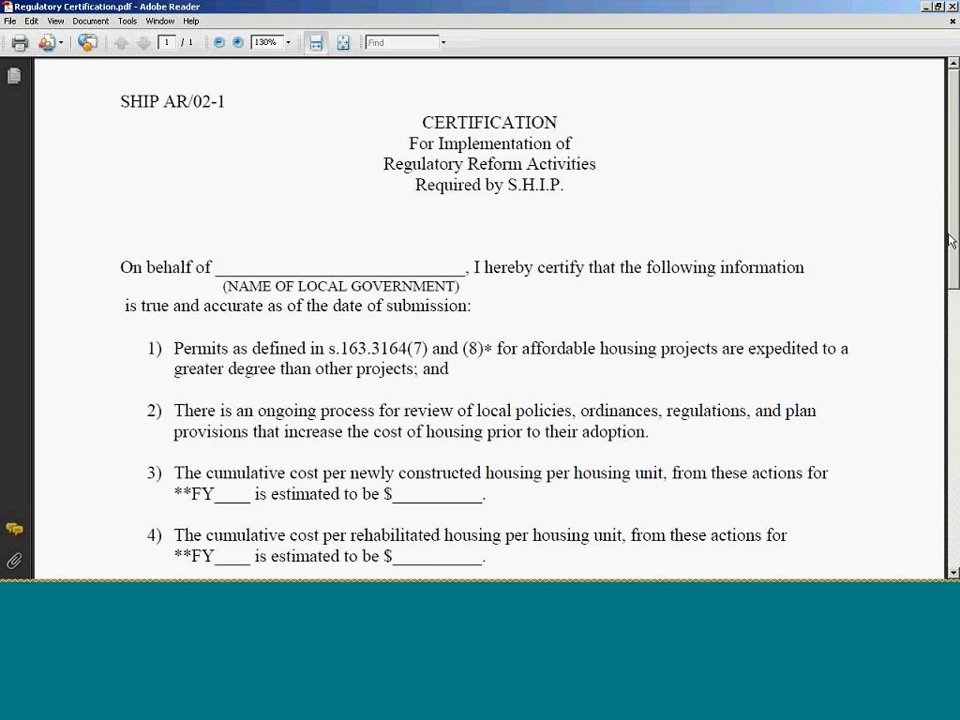 Regulatory Certification.pdf - Adobe Reader
File Edit View Document Tools Window Help
1 / 1 130% Find
SHIP AR/02-1
CERTIFICATION
For Implementation of
Regulatory Reform Activities
Required by S.H.I.P.
On behalf of ____________________________, I hereby certify that the following information
(NAME OF LOCAL GOVERNMENT)
is true and accurate as of the date of submission:
1) Permits as defined in s.163.3164(7) and (8)* for affordable housing projects are expedited to a
greater degree than other projects; and
2) There is an ongoing process for review of local policies, ordinances, regulations, and plan
provisions that increase the cost of housing prior to their adoption.
3) The cumulative cost per newly constructed housing per housing unit, from these actions for
**FY____ is estimated to be $__________.
4) The cumulative cost per rehabilitated housing per housing unit, from these actions for
**FY____ is estimated to be $__________.